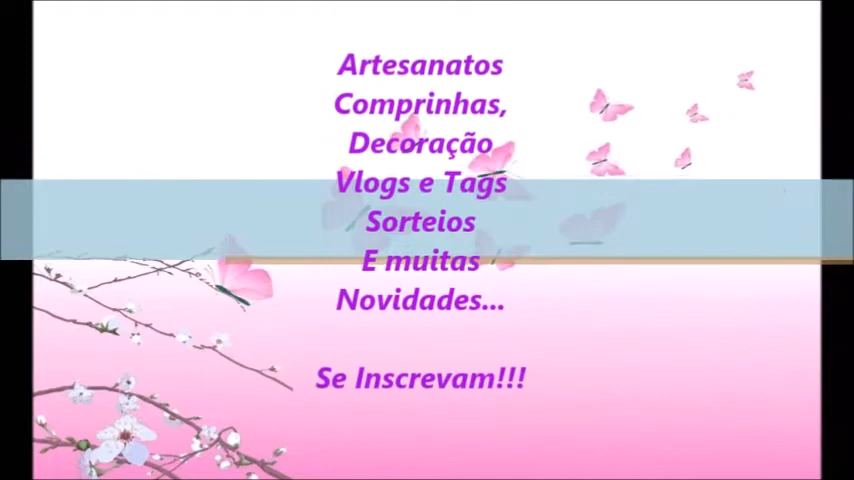 Artesanatos
Comprinhas,
Decoração
Vlogs e Tags
Sorteios
E muitas
Novidades...
Se Inscrevam!!!